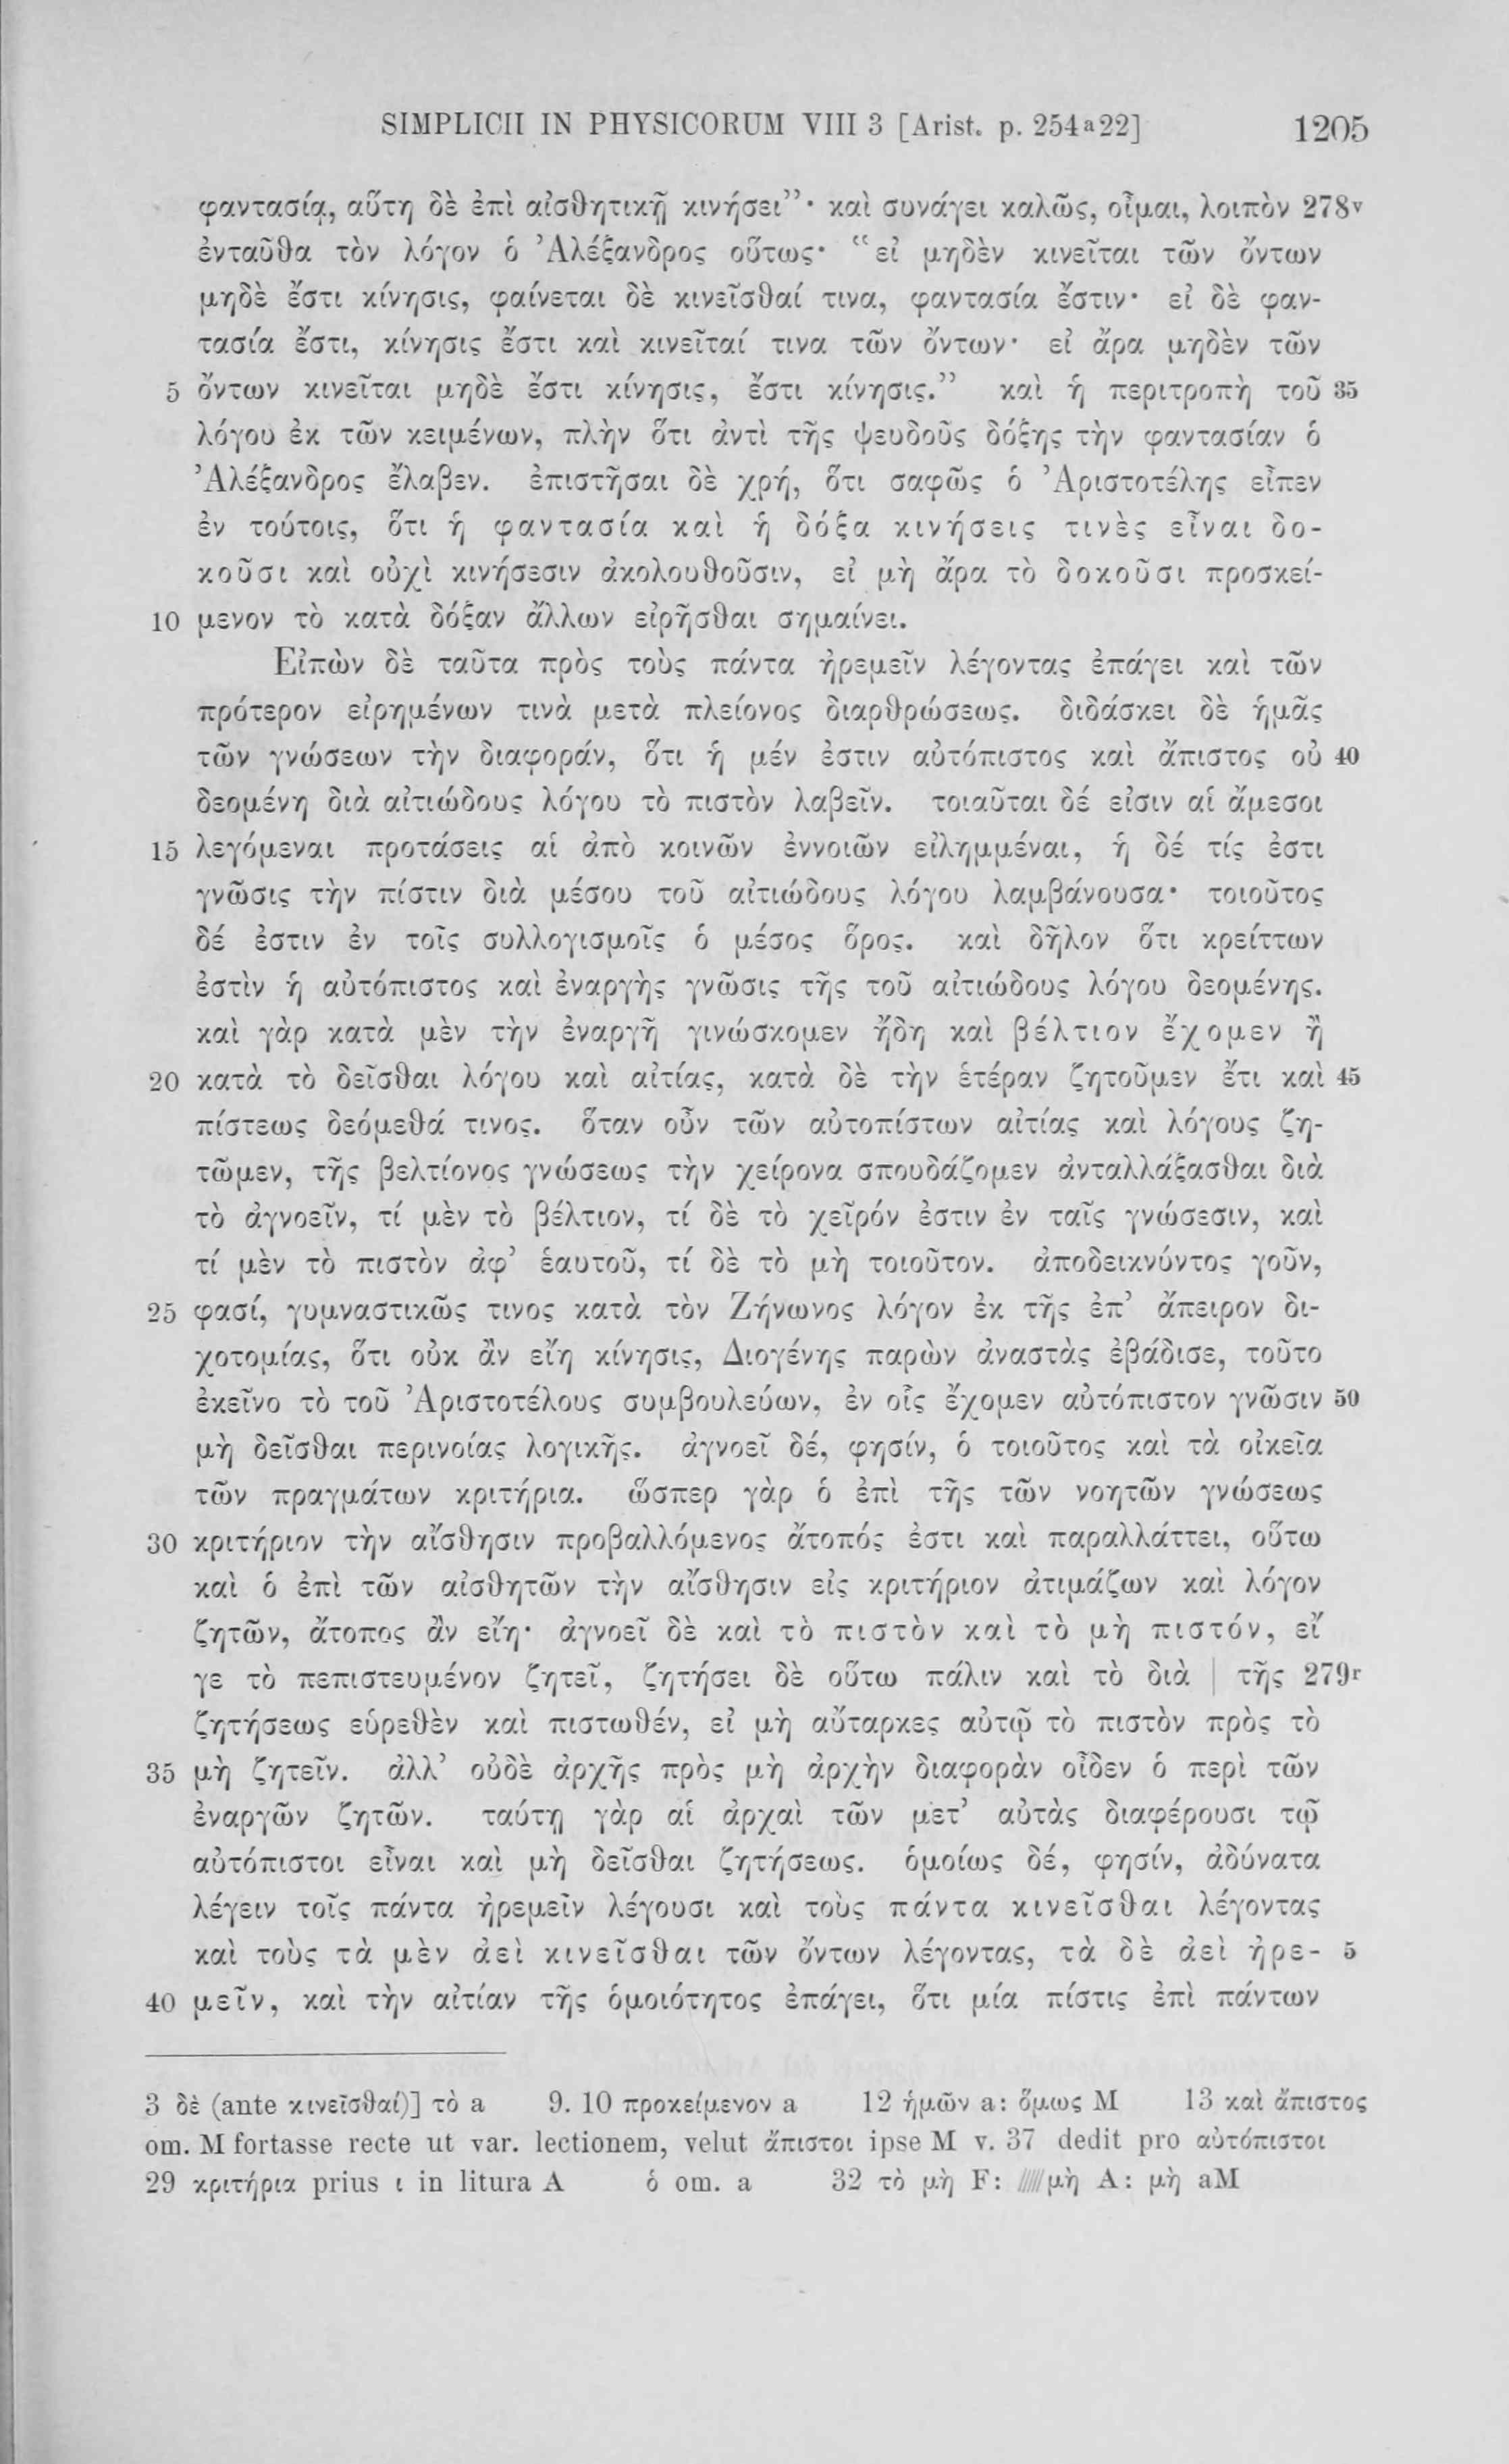 SIMPLICII IN PHYSICORUM VIII 3 [Arist. p. 254a22] 1205
φαντασίᾳ, αὕτη δὲ ἐπὶ αἰσθητικῇ κινήσει”· καὶ συνάγει καλῶς, οἶμαι, λοιπὸν 278v
ἐνταῦθα τὸν λόγον ὁ Ἀλέξανδρος οὕτως· “εἰ μηδὲν κινεῖται τῶν ὄντων
μηδὲ ἔστι κίνησις, φαίνεται δὲ κινεῖσθαί τινα, φαντασία ἔστιν· εἰ δὲ φαν-
τασία ἔστι, κίνησις ἔστι καὶ κινεῖταί τινα τῶν ὄντων· εἰ ἄρα μηδὲν τῶν
5 ὄντων κινεῖται μηδὲ ἔστι κίνησις, ἔστι κίνησις.” καὶ ἡ περιτροπὴ τοῦ 35
λόγου ἐκ τῶν κειμένων, πλὴν ὅτι ἀντὶ τῆς ψευδοῦς δόξης τὴν φαντασίαν ὁ
Ἀλέξανδρος ἔλαβεν. ἐπιστῆσαι δὲ χρή, ὅτι σαφῶς ὁ Ἀριστοτέλης εἶπεν
ἐν τούτοις, ὅτι ἡ φαντασία καὶ ἡ δόξα κινήσεις τινὲς εἶναι δο-
κοῦσι καὶ οὐχὶ κινήσεσιν ἀκολουθοῦσιν, εἰ μὴ ἄρα τὸ δοκοῦσι προσκεί-
10 μενον τὸ κατὰ δόξαν ἄλλων εἰρῆσθαι σημαίνει.
Εἰπὼν δὲ ταῦτα πρὸς τοὺς πάντα ἠρεμεῖν λέγοντας ἐπάγει καὶ τῶν
πρότερον εἰρημένων τινὰ μετὰ πλείονος διαρθρώσεως. διδάσκει δὲ ἡμᾶς
τῶν γνώσεων τὴν διαφοράν, ὅτι ἡ μέν ἐστιν αὐτόπιστος καὶ ἄπιστος οὐ 40
δεομένη διὰ αἰτιώδους λόγου τὸ πιστὸν λαβεῖν. τοιαῦται δέ εἰσιν αἱ ἄμεσοι
15 λεγόμεναι προτάσεις αἱ ἀπὸ κοινῶν ἐννοιῶν εἰλημμέναι, ἡ δέ τίς ἐστι
γνῶσις τὴν πίστιν διὰ μέσου τοῦ αἰτιώδους λόγου λαμβάνουσα· τοιοῦτος
δέ ἐστιν ἐν τοῖς συλλογισμοῖς ὁ μέσος ὅρος. καὶ δῆλον ὅτι κρείττων
ἐστὶν ἡ αὐτόπιστος καὶ ἐναργὴς γνῶσις τῆς τοῦ αἰτιώδους λόγου δεομένης.
καὶ γὰρ κατὰ μὲν τὴν ἐναργῆ γινώσκομεν ἤδη καὶ βέλτιον ἔχομεν ἢ
20 κατὰ τὸ δεῖσθαι λόγου καὶ αἰτίας, κατὰ δὲ τὴν ἑτέραν ζητοῦμεν ἔτι καὶ 45
πίστεως δεόμεθά τινος. ὅταν οὖν τῶν αὐτοπίστων αἰτίας καὶ λόγους ζη-
τῶμεν, τῆς βελτίονος γνώσεως τὴν χείρονα σπουδάζομεν ἀνταλλάξασθαι διὰ
τὸ ἀγνοεῖν, τί μὲν τὸ βέλτιον, τί δὲ τὸ χεῖρόν ἐστιν ἐν ταῖς γνώσεσιν, καὶ
τί μὲν τὸ πιστὸν ἀφ’ ἑαυτοῦ, τί δὲ τὸ μὴ τοιοῦτον. ἀποδεικνύντος γοῦν,
25 φασί, γυμναστικῶς τινος κατὰ τὸν Ζήνωνος λόγον ἐκ τῆς ἐπ’ ἄπειρον δι-
χοτομίας, ὅτι οὐκ ἂν εἴη κίνησις, Διογένης παρὼν ἀναστὰς ἐβάδισε, τοῦτο
ἐκεῖνο τὸ τοῦ Ἀριστοτέλους συμβουλεύων, ἐν οἷς ἔχομεν αὐτόπιστον γνῶσιν 50
μὴ δεῖσθαι περινοίας λογικῆς. ἀγνοεῖ δέ, φησίν, ὁ τοιοῦτος καὶ τὰ οἰκεῖα
τῶν πραγμάτων κριτήρια. ὥσπερ γὰρ ὁ ἐπὶ τῆς τῶν νοητῶν γνώσεως
30 κριτήριον τὴν αἴσθησιν προβαλλόμενος ἄτοπός ἐστι καὶ παραλλάττει, οὕτω
καὶ ὁ ἐπὶ τῶν αἰσθητῶν τὴν αἴσθησιν εἰς κριτήριον ἀτιμάζων καὶ λόγον
ζητῶν, ἄτοπος ἂν εἴη· ἀγνοεῖ δὲ καὶ τὸ πιστὸν καὶ τὸ μὴ πιστόν, εἴ
γε τὸ πεπιστευμένον ζητεῖ, ζητήσει δὲ οὕτω πάλιν καὶ τὸ διὰ | τῆς 279r
ζητήσεως εὑρεθὲν καὶ πιστωθέν, εἰ μὴ αὔταρκες αὐτῷ τὸ πιστὸν πρὸς τὸ
35 μὴ ζητεῖν. ἀλλ’ οὐδὲ ἀρχῆς πρὸς μὴ ἀρχὴν διαφορὰν οἶδεν ὁ περὶ τῶν
ἐναργῶν ζητῶν. ταύτῃ γὰρ αἱ ἀρχαὶ τῶν μετ’ αὐτὰς διαφέρουσι τῷ
αὐτόπιστοι εἶναι καὶ μὴ δεῖσθαι ζητήσεως. ὁμοίως δέ, φησίν, ἀδύνατα
λέγειν τοῖς πάντα ἠρεμεῖν λέγουσι καὶ τοὺς πάντα κινεῖσθαι λέγοντας
καὶ τοὺς τὰ μὲν ἀεὶ κινεῖσθαι τῶν ὄντων λέγοντας, τὰ δὲ ἀεὶ ἠρε- 5
40 μεῖν, καὶ τὴν αἰτίαν τῆς ὁμοιότητος ἐπάγει, ὅτι μία πίστις ἐπὶ πάντων
3 δὲ (ante κινεῖσθαί)] τὸ a 9. 10 προκείμενον a 12 ἡμῶν a: ὅμως M 13 καὶ ἄπιστος
om. M fortasse recte ut var. lectionem, velut ἄπιστοι ipse M v. 37 dedit pro αὐτόπιστοι
29 κριτήρια prius ι in litura A ὁ om. a 32 τὸ μὴ F: /////μὴ A: μὴ aM